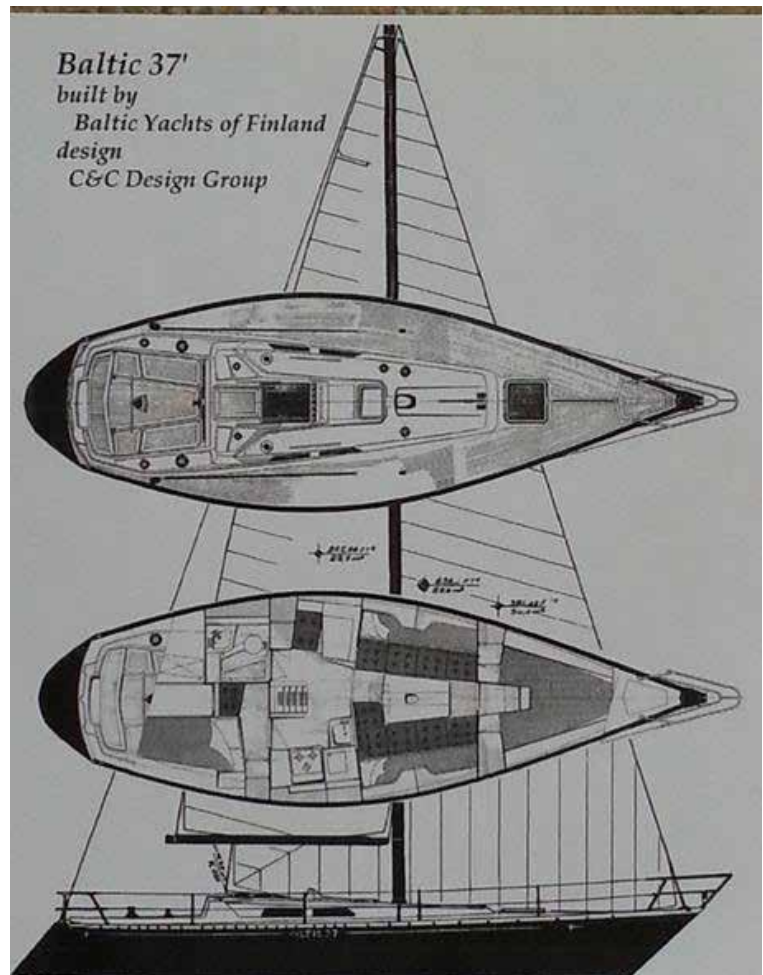 Baltic 37'
built by
Baltic Yachts of Finland
design
C&C Design Group